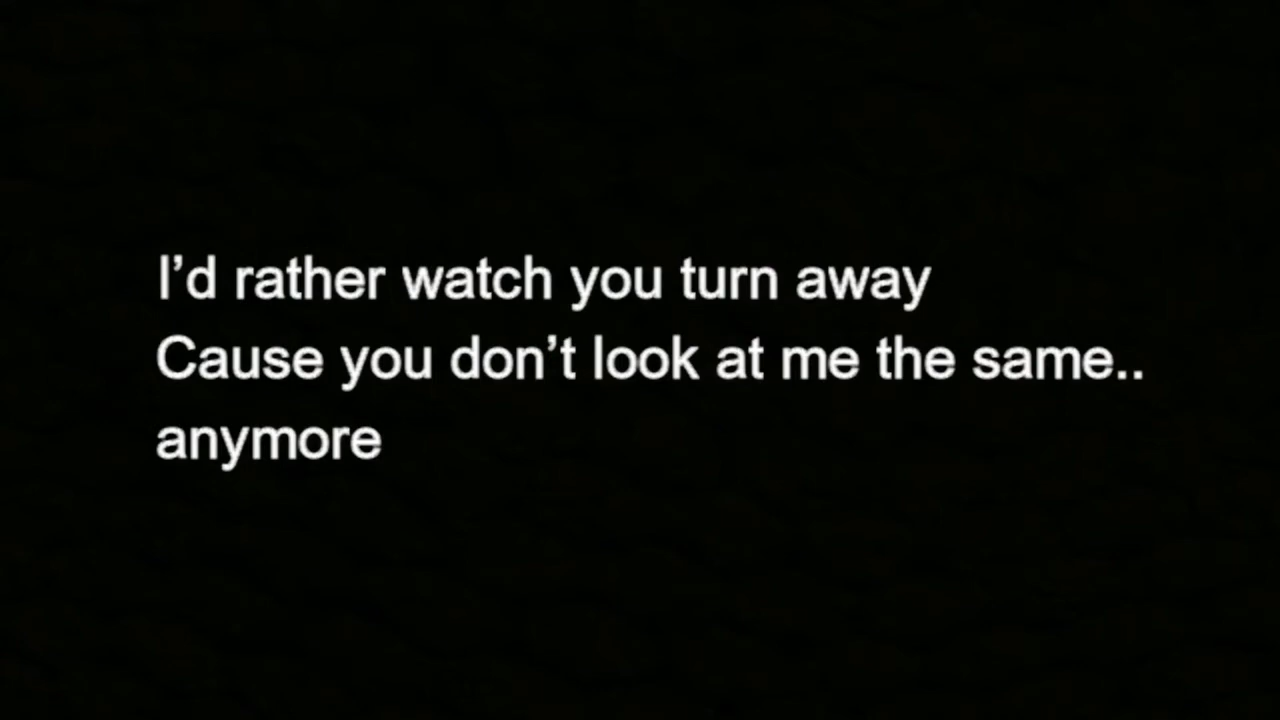 I’d rather watch you turn away
Cause you don’t look at me the same..
anymore